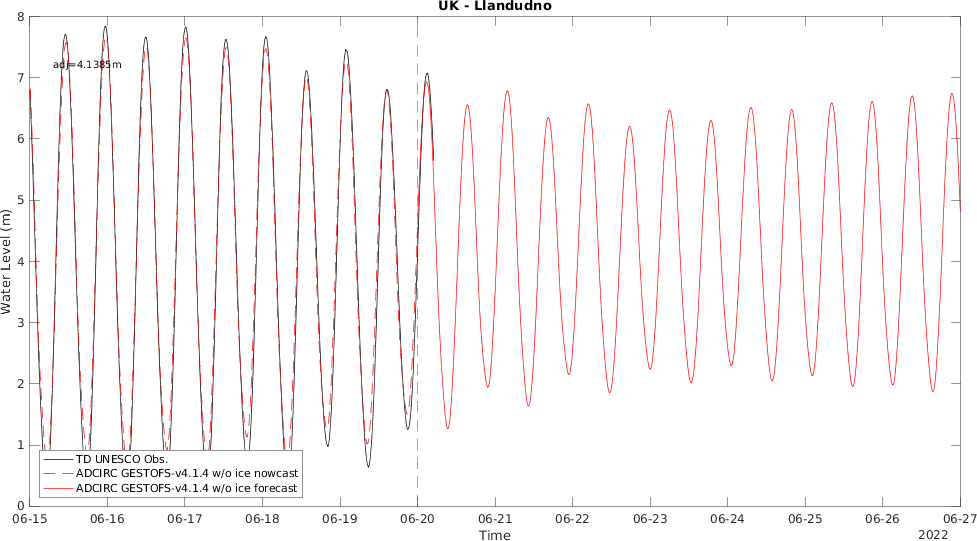 UK - Llandudno
8
7
6
5
4
3
2
1
0
Water Level (m)
adj=4.1385m
TD UNESCO Obs.
ADCIRC GESTOFS-v4.1.4 w/o ice nowcast
ADCIRC GESTOFS-v4.1.4 w/o ice forecast
06-15 06-16 06-17 06-18 06-19 06-20 06-21 06-22 06-23 06-24 06-25 06-26 06-27
Time
2022